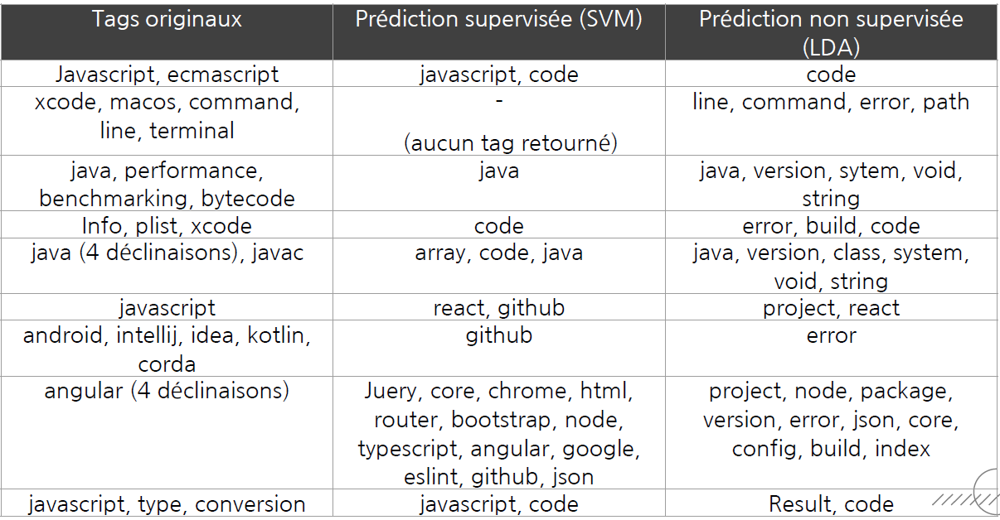 Tags originaux
Prédiction supervisée (SVM)
Prédiction non supervisée
(LDA)
Javascript, ecmascript
javascript, code
code
xcode, macos, command,
line, terminal
-
(aucun tag retourné)
line, command, error, path
java, performance,
benchmarking, bytecode
java
java, version, sytem, void,
string
Info, plist, xcode
code
error, build, code
java (4 déclinaisons), javac
array, code, java
java, version, class, system,
void, string
javascript
react, github
project, react
android, intellij, idea, kotlin,
corda
github
error
angular (4 déclinaisons)
Juery, core, chrome, html,
router, bootstrap, node,
typescript, angular, google,
eslint, github, json
project, node, package,
version, error, json, core,
config, build, index
javascript, type, conversion
javascript, code
Result, code